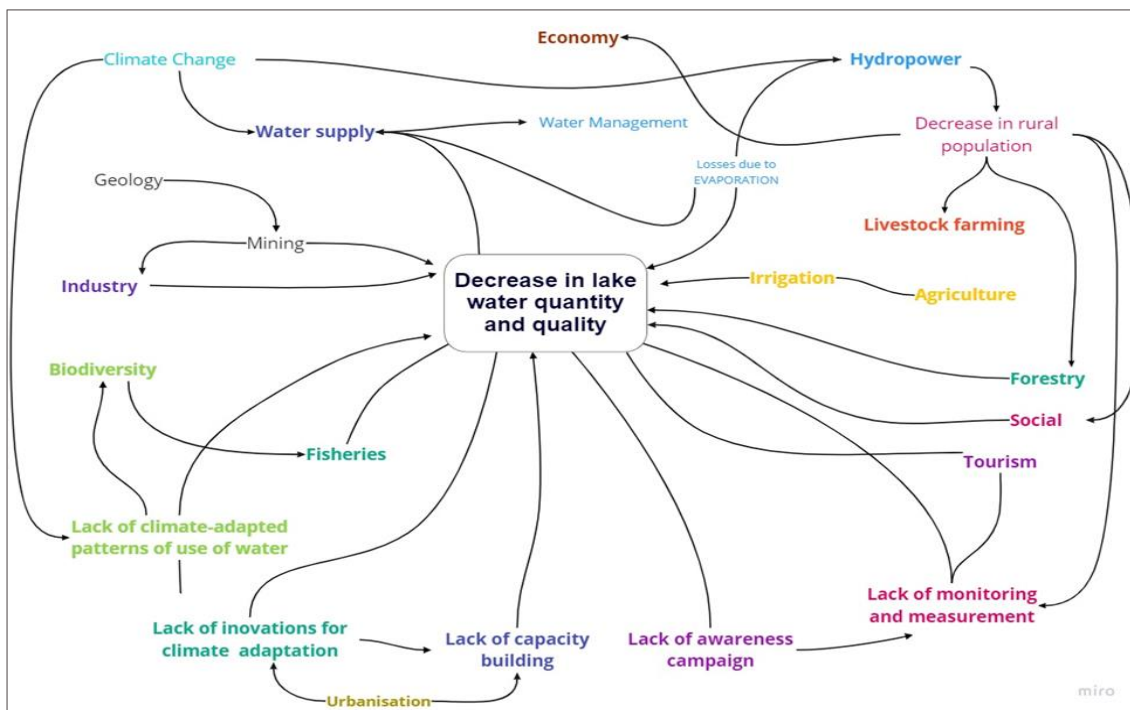 Economy
Climate Change
Hydropower
Water supply
Water Management
Decrease in rural
population
Losses due to
EVAPORATION
Geology
Livestock farming
Mining
Industry
Decrease in lake
water quantity
and quality
Irrigation
Agriculture
Biodiversity
Forestry
Social
Fisheries
Tourism
Lack of climate-adapted
patterns of use of water
Lack of monitoring
and measurement
Lack of inovations for
climate adaptation
Lack of capacity
building
Lack of awareness
campaign
Urbanisation
miro